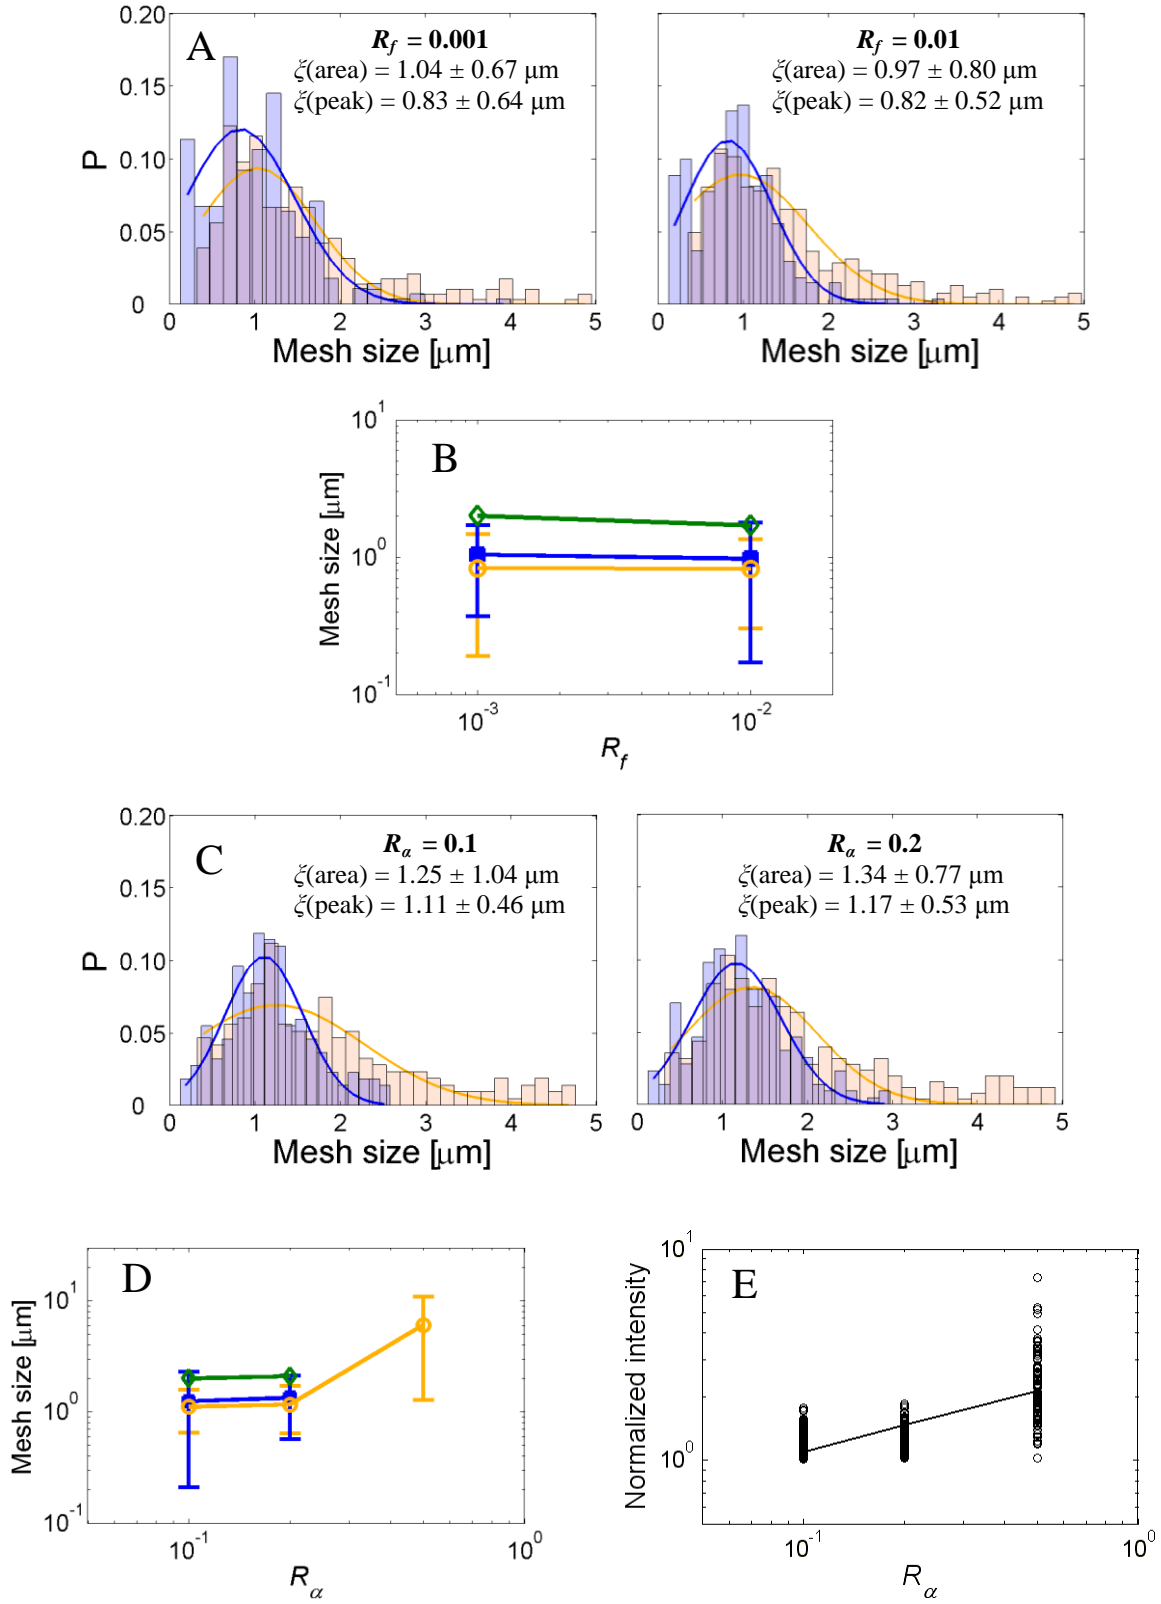 A
R_f = 0.001
ξ(area) = 1.04 ± 0.67 μm
ξ(peak) = 0.83 ± 0.64 μm
0.20
0.15
0.10
0.05
0
P
0 1 2 3 4 5
Mesh size [μm]
R_f = 0.01
ξ(area) = 0.97 ± 0.80 μm
ξ(peak) = 0.82 ± 0.52 μm
0 1 2 3 4 5
Mesh size [μm]
B
10^1
10^0
10^-1
Mesh size [μm]
10^-3 10^-2
R_f
C
R_α = 0.1
ξ(area) = 1.25 ± 1.04 μm
ξ(peak) = 1.11 ± 0.46 μm
0.20
0.15
0.10
0.05
0
P
0 1 2 3 4 5
Mesh size [μm]
R_α = 0.2
ξ(area) = 1.34 ± 0.77 μm
ξ(peak) = 1.17 ± 0.53 μm
0 1 2 3 4 5
Mesh size [μm]
D
10^1
10^0
10^-1
Mesh size [μm]
10^-1 10^0
R_α
E
10^1
10^0
Normalized intensity
10^-1 10^0
R_α